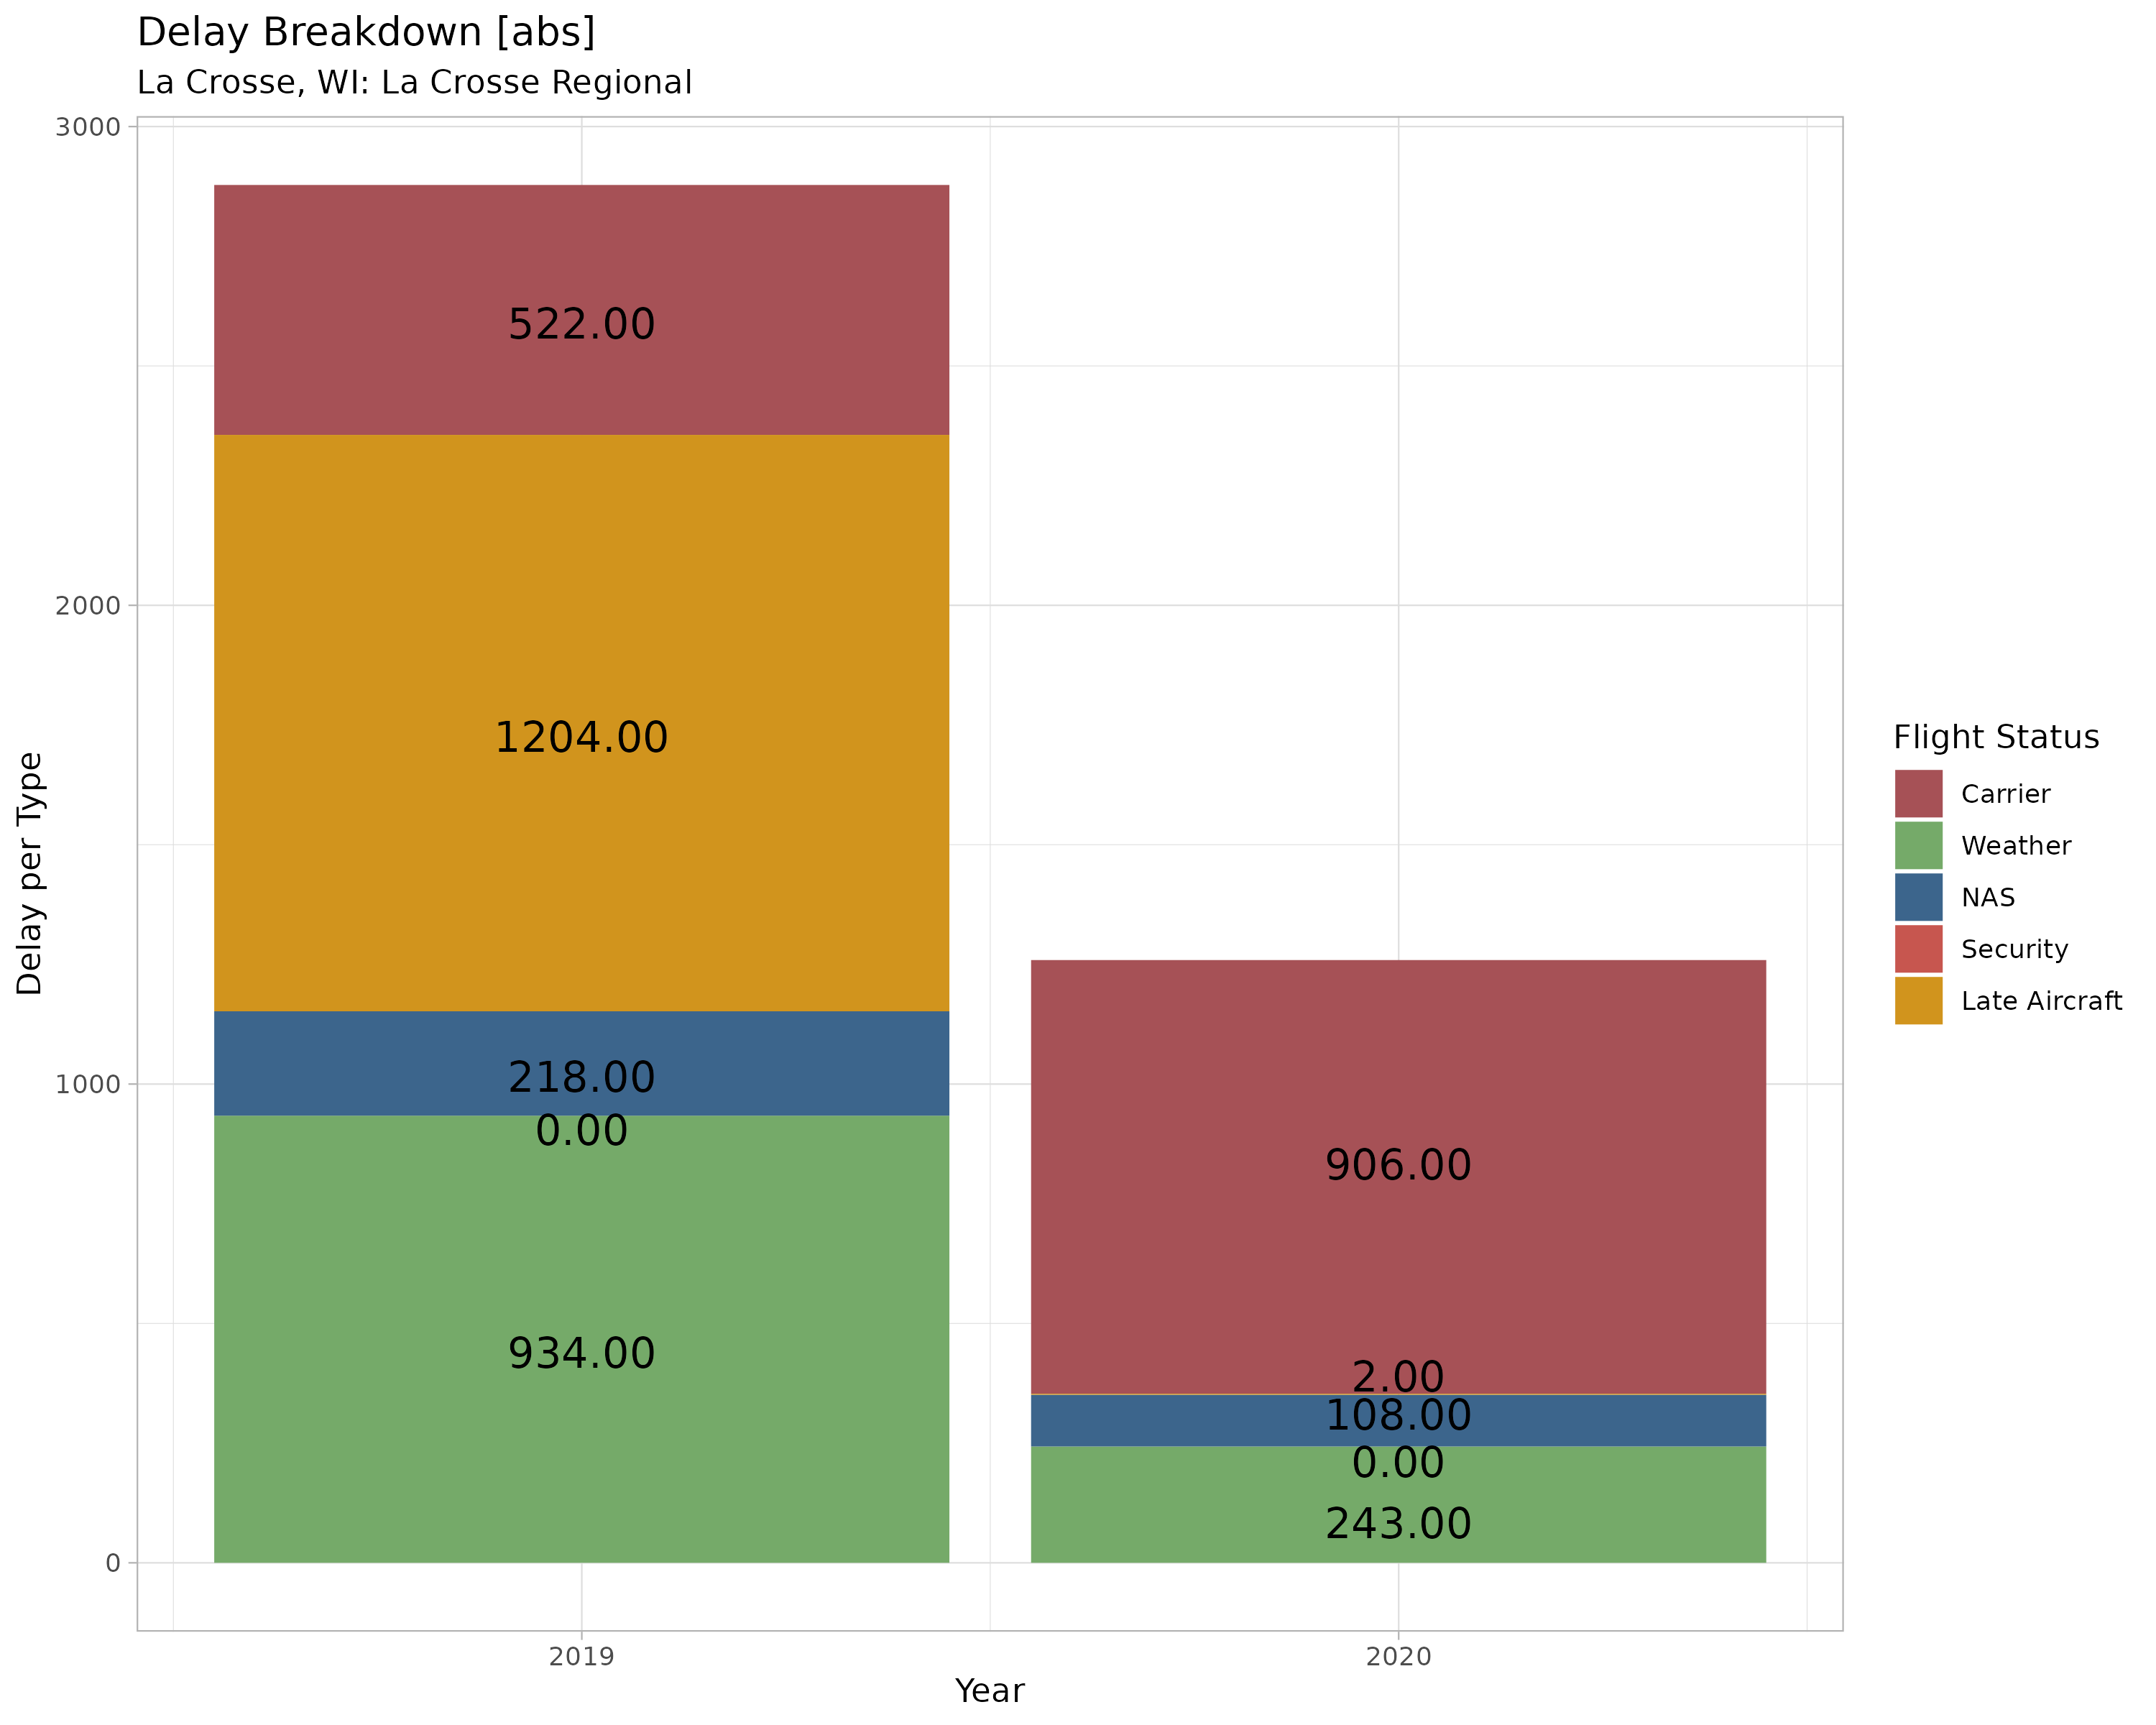 Delay Breakdown [abs]
La Crosse, WI: La Crosse Regional
3000
2000
1000
0
Delay per Type
522.00
1204.00
218.00
0.00
934.00
906.00
2.00
108.00
0.00
243.00
2019
2020
Year
Flight Status
Carrier
Weather
NAS
Security
Late Aircraft